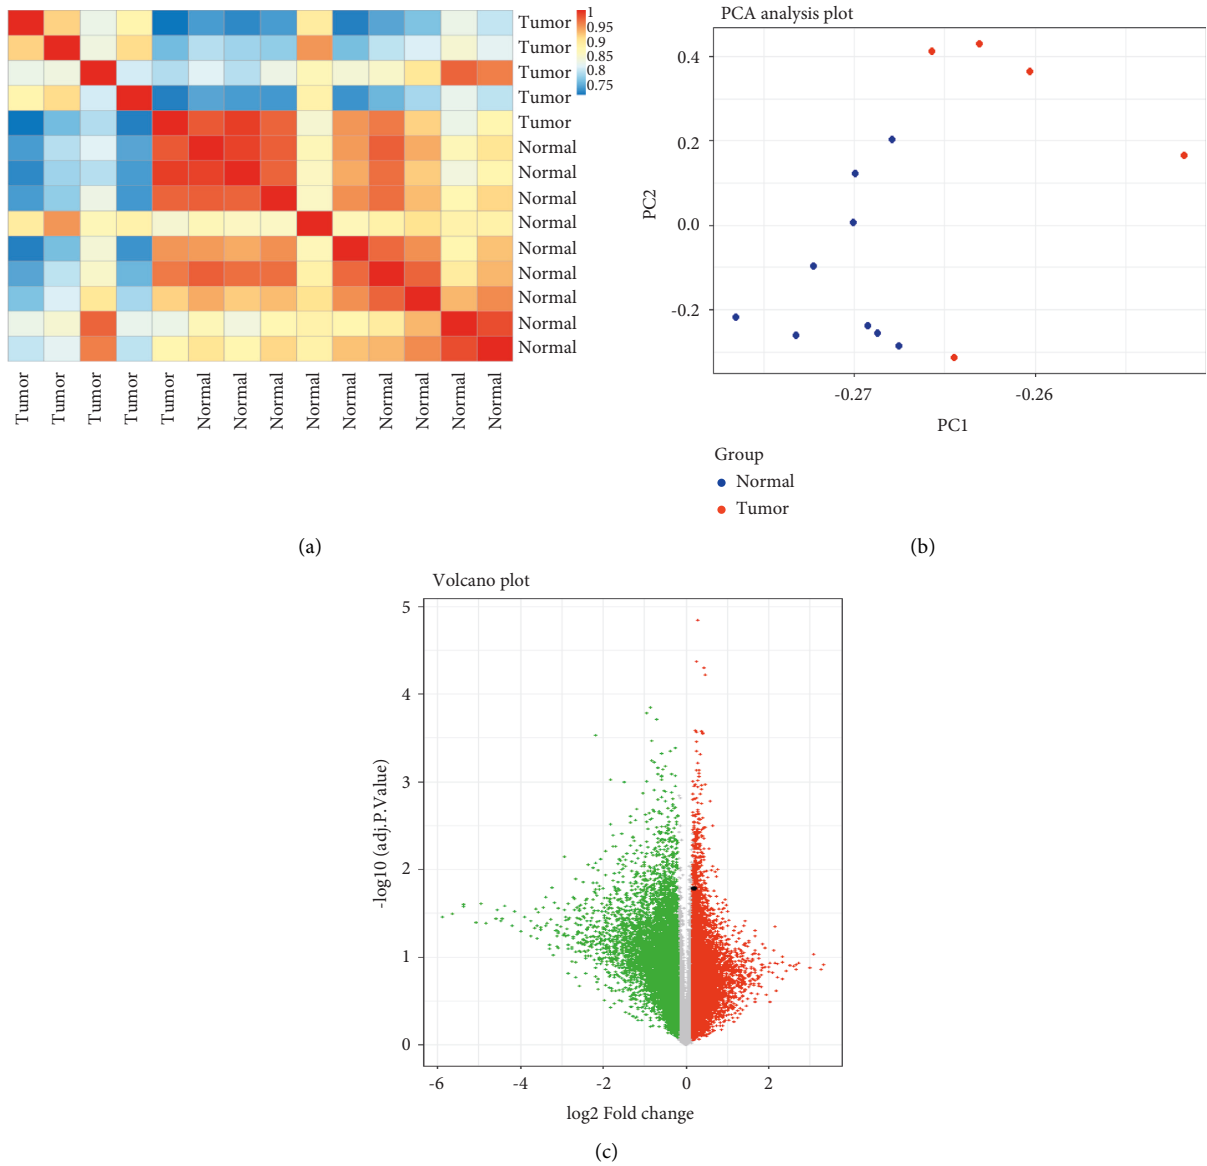 Tumor
Tumor
Tumor
Tumor
Tumor
Normal
Normal
Normal
Normal
Normal
Normal
Normal
Normal
Normal
1
0.95
0.9
0.85
0.8
0.75
Tumor Tumor Tumor Tumor Tumor Normal Normal Normal Normal Normal Normal Normal Normal Normal
(a)
PCA analysis plot
PC2
0.4
0.2
0.0
-0.2
-0.27 -0.26
PC1
Group
Normal
Tumor
(b)
Volcano plot
-log10 (adj.P.Value)
5
4
3
2
1
0
-6 -4 -2 0 2
log2 Fold change
(c)